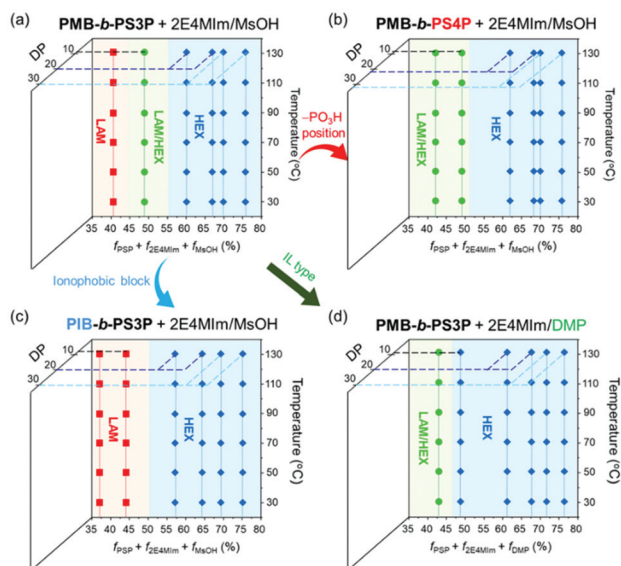 (a) PMB-b-PS3P + 2E4MIm/MsOH
DP
10
20
30
LAM
LAM/HEX
HEX
130
110
90
70
50
30
Temperature (°C)
35 40 45 50 55 60 65 70 75 80
fPSP + f2E4MIm + fMsOH (%)
–PO3H position
(b) PMB-b-PS4P + 2E4MIm/MsOH
DP
10
20
30
LAM/HEX
HEX
130
110
90
70
50
30
Temperature (°C)
35 40 45 50 55 60 65 70 75 80
fPSP + f2E4MIm + fMsOH (%)
Ionophobic block
IL type
(c) PIB-b-PS3P + 2E4MIm/MsOH
DP
10
20
30
LAM
HEX
130
110
90
70
50
30
Temperature (°C)
35 40 45 50 55 60 65 70 75 80
fPSP + f2E4MIm + fMsOH (%)
(d) PMB-b-PS3P + 2E4MIm/DMP
DP
10
20
30
LAM/HEX
HEX
130
110
90
70
50
30
Temperature (°C)
35 40 45 50 55 60 65 70 75 80
fPSP + f2E4MIm + fDMP (%)